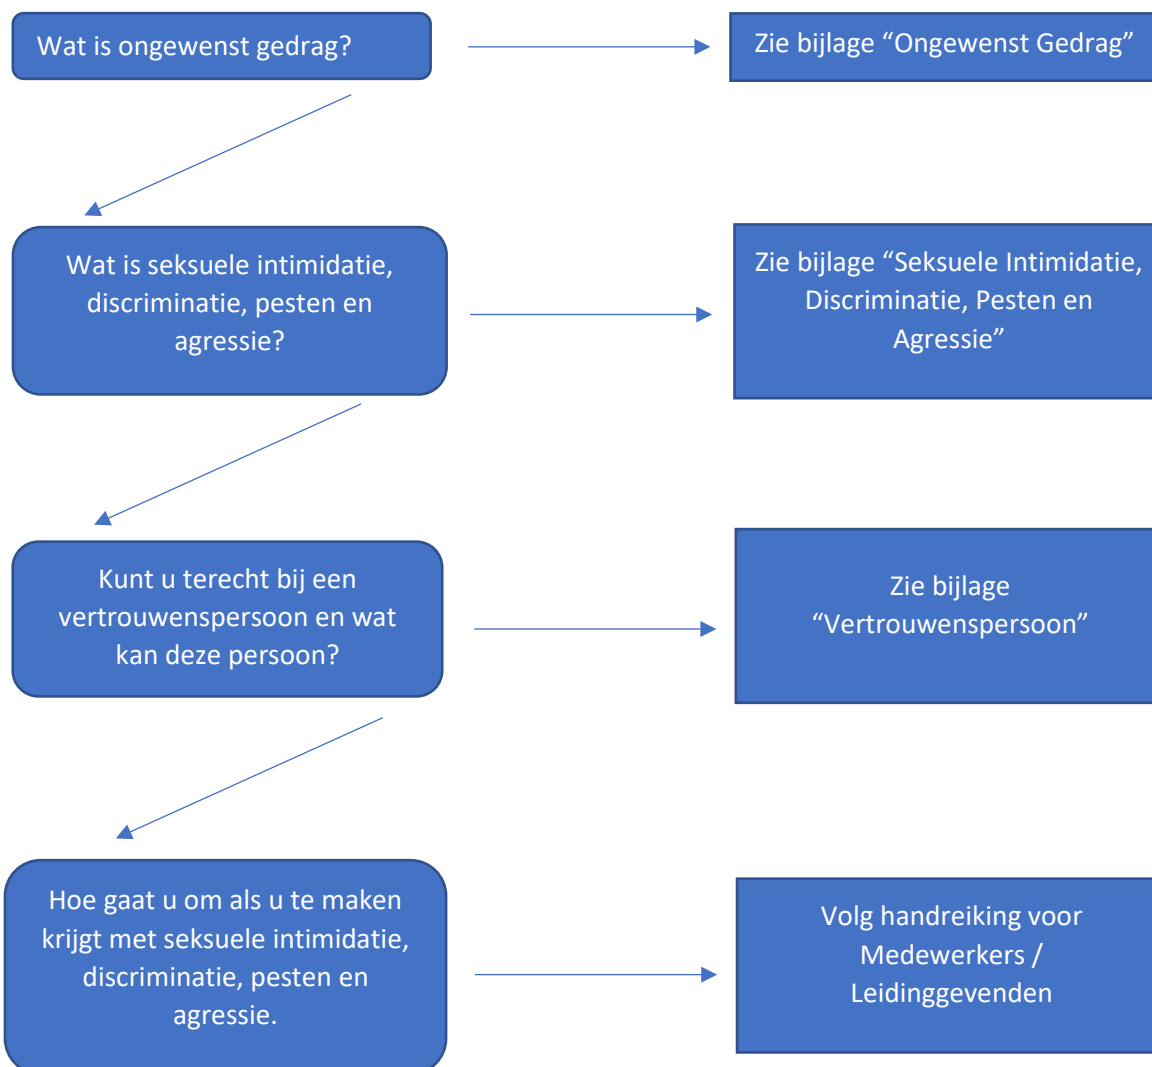 Wat is ongewenst gedrag?
Zie bijlage “Ongewenst Gedrag”
Wat is seksuele intimidatie,
discriminatie, pesten en
agressie?
Zie bijlage “Seksuele Intimidatie,
Discriminatie, Pesten en
Agressie”
Kunt u terecht bij een
vertrouwenspersoon en wat
kan deze persoon?
Zie bijlage
“Vertrouwenspersoon”
Hoe gaat u om als u te maken
krijgt met seksuele intimidatie,
discriminatie, pesten en
agressie.
Volg handreiking voor
Medewerkers /
Leidinggevenden